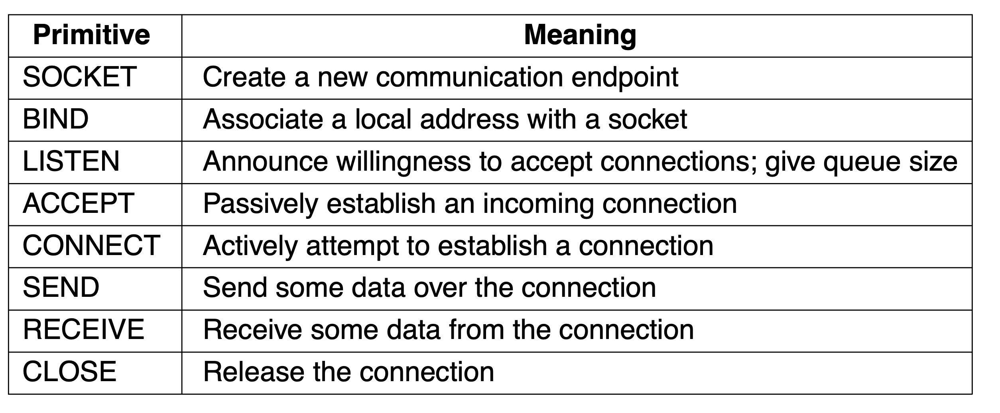 Primitive Meaning
SOCKET Create a new communication endpoint
BIND Associate a local address with a socket
LISTEN Announce willingness to accept connections; give queue size
ACCEPT Passively establish an incoming connection
CONNECT Actively attempt to establish a connection
SEND Send some data over the connection
RECEIVE Receive some data from the connection
CLOSE Release the connection